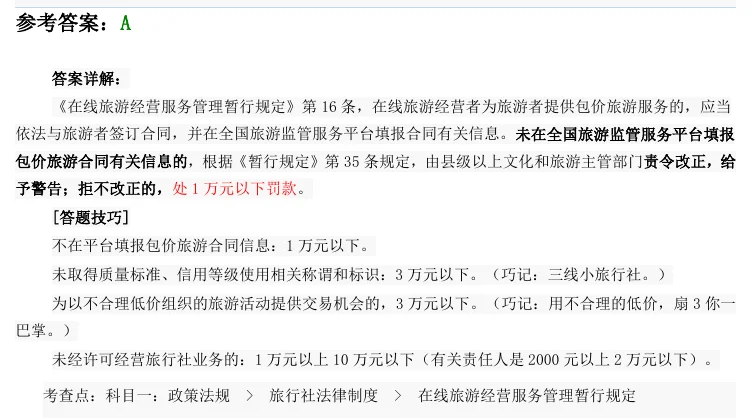 参考答案：A
答案详解：
《在线旅游经营服务管理暂行规定》第 16 条，在线旅游经营者为旅游者提供包价旅游服务的，应当
依法与旅游者签订合同，并在全国旅游监管服务平台填报合同有关信息。未在全国旅游监管服务平台填报
包价旅游合同有关信息的，根据《暂行规定》第 35 条规定，由县级以上文化和旅游主管部门责令改正，给
予警告；拒不改正的，处 1 万元以下罚款。
[答题技巧]
不在平台填报包价旅游合同信息：1 万元以下。
未取得质量标准、信用等级使用相关称谓和标识：3 万元以下。（巧记：三线小旅行社。）
为以不合理低价组织的旅游活动提供交易机会的，3 万元以下。（巧记：用不合理的低价，扇 3 你一
巴掌。）
未经许可经营旅行社业务的：1 万元以上 10 万元以下（有关责任人是 2000 元以上 2 万元以下）。
考查点：科目一：政策法规 > 旅行社法律制度 > 在线旅游经营服务管理暂行规定